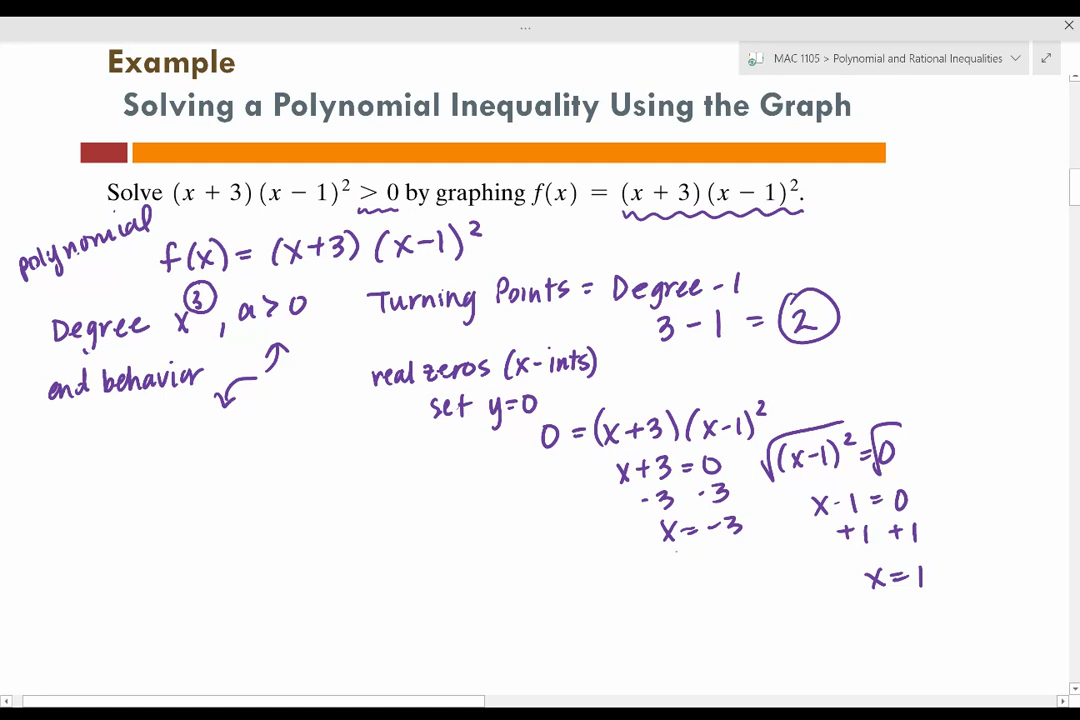 Example
MAC 1105 > Polynomial and Rational Inequalities
Solving a Polynomial Inequality Using the Graph
Solve (x + 3)(x − 1)² > 0 by graphing f(x) = (x + 3)(x − 1)².
polynomial
f(x) = (x+3) (x-1)²
Degree x³, a > 0
Turning Points = Degree - 1
3 - 1 = 2
end behavior
real zeros (x-ints)
set y=0
0 = (x+3)(x-1)²
x+3 = 0
-3 -3
x = -3
√(x-1)² = √0
x-1 = 0
+1 +1
x = 1